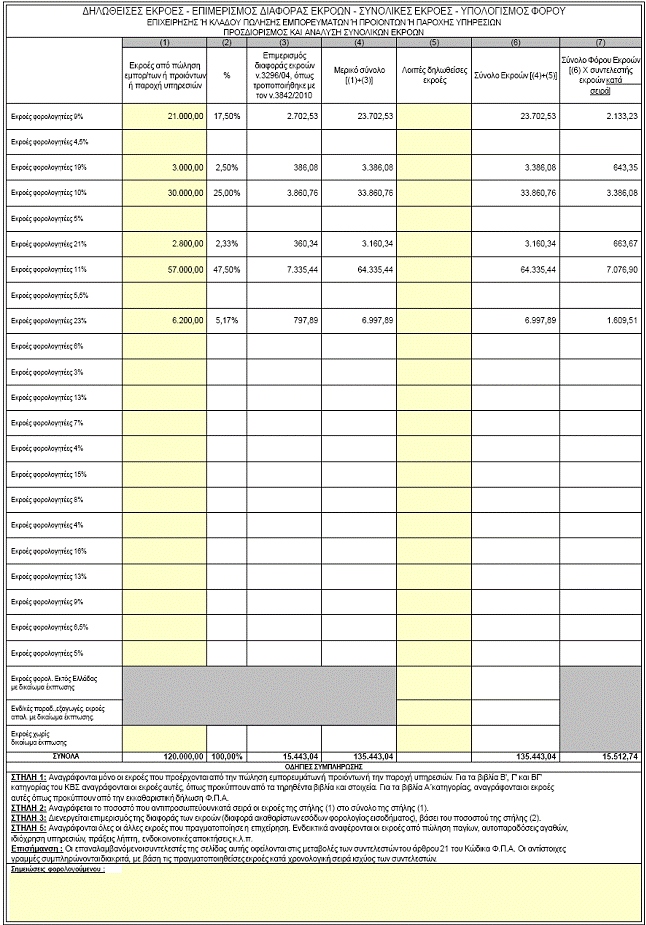 ΔΗΛΩΘΕΙΣΕΣ ΕΚΡΟΕΣ - ΕΠΙΜΕΡΙΣΜΟΣ ΔΙΑΦΟΡΑΣ ΕΚΡΟΩΝ - ΣΥΝΟΛΙΚΕΣ ΕΚΡΟΕΣ - ΥΠΟΛΟΓΙΣΜΟΣ ΦΟΡΟΥ
ΕΠΙΧΕΙΡΗΣΗΣ Ή ΚΛΑΔΟΥ ΠΩΛΗΣΗΣ ΕΜΠΟΡΕΥΜΑΤΩΝ Ή ΠΡΟΙΟΝΤΩΝ Ή ΠΑΡΟΧΗΣ ΥΠΗΡΕΣΙΩΝ
ΠΡΟΣΔΙΟΡΙΣΜΟΣ ΚΑΙ ΑΝΑΛΥΣΗ ΣΥΝΟΛΙΚΩΝ ΕΚΡΟΩΝ
(1) (2) (3) (4) (5) (6) (7)
Εκροές από πώληση εμπορ/των ή προιόντων ή παροχή υπηρεσιών
%
Επιμερισμός διαφοράς εκροών ν.3296/04, όπως τροποποιήθηκε με τον ν.3842/2010
Μερικό σύνολο [(1)+(3)]
Λοιπές δηλωθείσες εκροές
Σύνολο Εκροών [(4)+(5)]
Σύνολο Φόρου Εκροών [(6) Χ συντελεστής εκροών κατά σειρά]
Εκροές φορολογητέες 9% 21.000,00 17,50% 2.702,53 23.702,53 23.702,53 2.133,23
Εκροές φορολογητέες 4,5%
Εκροές φορολογητέες 19% 3.000,00 2,50% 386,08 3.386,08 3.386,08 643,35
Εκροές φορολογητέες 10% 30.000,00 25,00% 3.860,76 33.860,76 33.860,76 3.386,08
Εκροές φορολογητέες 5%
Εκροές φορολογητέες 21% 2.800,00 2,33% 360,34 3.160,34 3.160,34 663,67
Εκροές φορολογητέες 11% 57.000,00 47,50% 7.335,44 64.335,44 64.335,44 7.076,90
Εκροές φορολογητέες 5,5%
Εκροές φορολογητέες 23% 6.200,00 5,17% 797,89 6.997,89 6.997,89 1.609,51
Εκροές φορολογητέες 6%
Εκροές φορολογητέες 3%
Εκροές φορολογητέες 13%
Εκροές φορολογητέες 7%
Εκροές φορολογητέες 4%
Εκροές φορολογητέες 15%
Εκροές φορολογητέες 8%
Εκροές φορολογητέες 4%
Εκροές φορολογητέες 16%
Εκροές φορολογητέες 13%
Εκροές φορολογητέες 9%
Εκροές φορολογητέες 6,5%
Εκροές φορολογητέες 5%
Εκροές φορολ. Εκτός Ελλάδας
με δικαίωμα έκπτωσης
Ενδ/κές παραδ.,εξαγωγές, εκροές
απαλ. με δικαίωμα έκπτωσης
Εκροές χωρίς
δικαίωμα έκπτωσης
ΣΥΝΟΛΑ 120.000,00 100,00% 15.443,04 135.443,04 135.443,04 15.512,74
ΟΔΗΓΙΕΣ ΣΥΜΠΛΗΡΩΣΗΣ
ΣΤΗΛΗ 1: Αναγράφονται μόνο οι εκροές που προέρχονται από την πώληση εμπορευμάτων ή προιόντων ή την παροχή υπηρεσιών. Για τα βιβλία Β', Γ' και ΒΓ'
κατηγορίας του ΚΒΣ αναγράφονται οι εκροές αυτές, όπως προκύπτουν από τα τηρηθέντα βιβλία και στοιχεία. Για τα βιβλία Α' κατηγορίας, αναγράφονται οι εκροές
αυτές όπως προκύπτουν από την εκκαθαριστική δήλωση Φ.Π.Α.
ΣΤΗΛΗ 2: Αναγράφεται το ποσοστό που αντιπροσωπεύουν κατά σειρά οι εκροές της στήλης (1) στο σύνολο της στήλης (1).
ΣΤΗΛΗ 3: Διενεργείται επιμερισμός της διαφοράς των εκροών (διαφορά ακαθαρίστων εσόδων φορολογίας εισοδήματος), βάσει του ποσοστού της στήλης (2).
ΣΤΗΛΗ 5: Αναγράφονται όλες οι άλλες εκροές που πραγματοποίησε η επιχείρηση. Ενδεικτικά αναφέρονται οι εκροές από πώληση παγίων, αυτοπαραδόσεις αγαθών,
ιδιόχρηση υπηρεσιών, πράξεις λήπτη, ενδοκοινοτικές αποκτήσεις κ.λ.π.
Επισήμανση : Οι επαναλαμβανόμενοι συντελεστές της σελίδας αυτής οφείλονται στις μεταβολές των συντελεστών του άρθρου 21 του Κώδικα Φ.Π.Α. Οι αντίστοιχες
γραμμές συμπληρώνονται διακριτά, με βάση τις πραγματοποιηθείσες εκροές κατά χρονολογική σειρά ισχύος των συντελεστών.
Σημειώσεις φορολογούμενου :